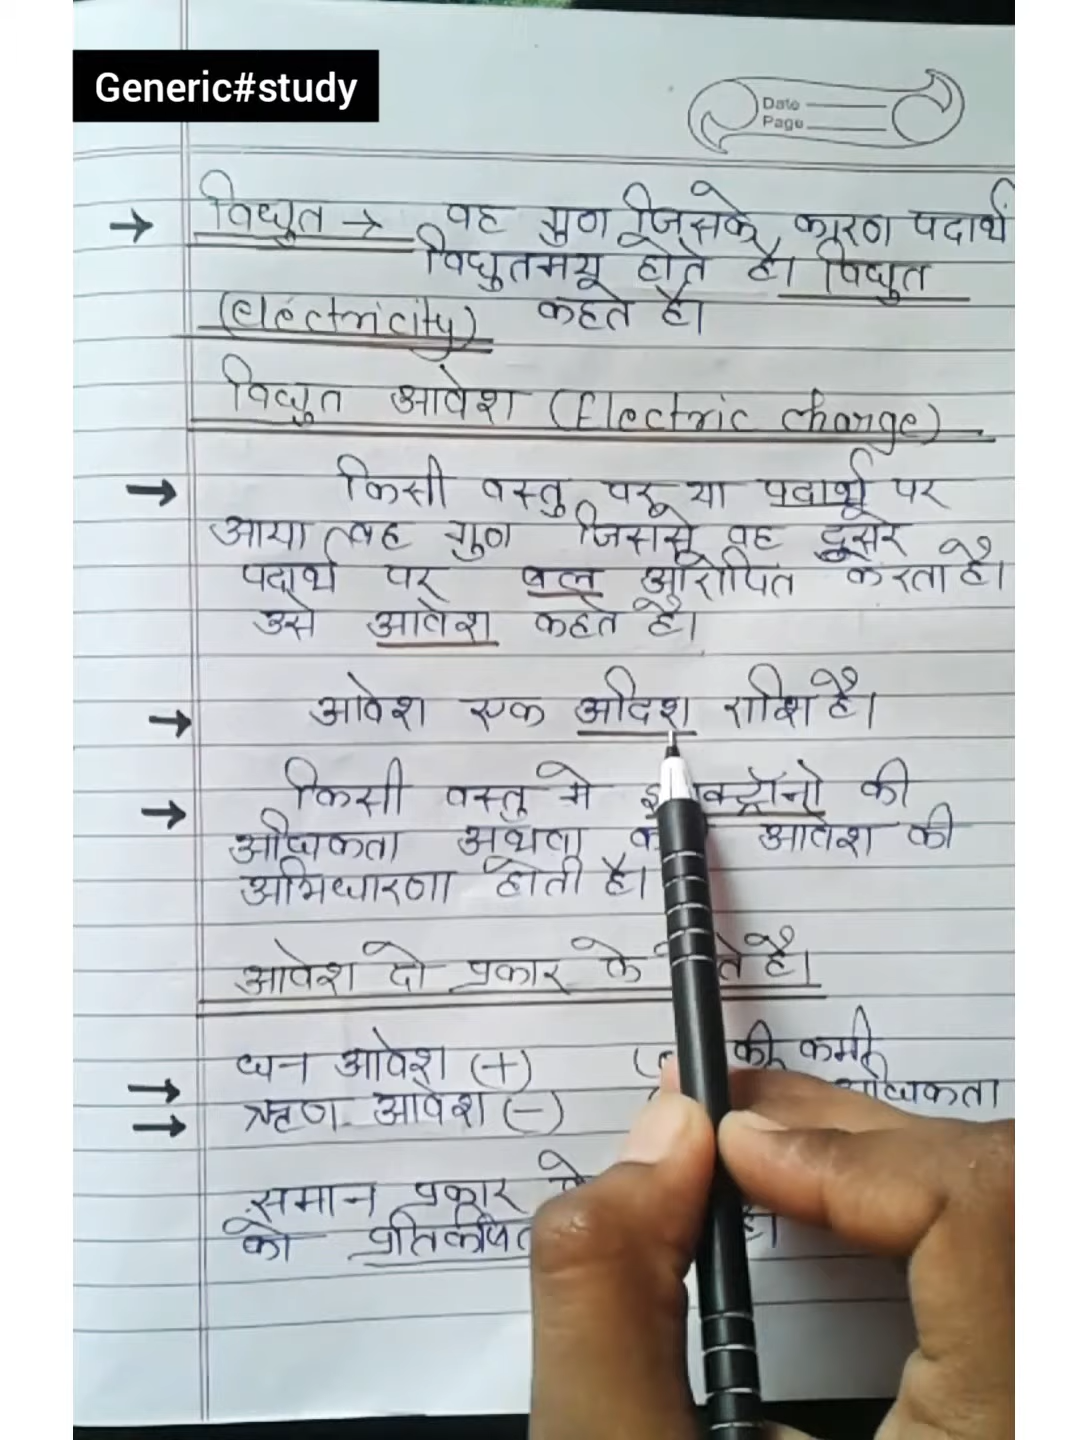 Generic#study
Date
Page
विद्युत → वह गुण जिसके कारण पदार्थ
विद्युतमय होते है। विद्युत
(electricity) कहते है।
विद्युत आवेश (Electric charge)
किसी वस्तु पर या पदार्थ पर
आया वह गुण जिससे वह दुसरे
पदार्थ पर बल आरोपित करता है।
उसे आवेश कहते है।
आवेश एक अदिश राशि है।
किसी वस्तु मे की
अधिकता अथवा आवेश की
अभिधारणा होती है।
आवेश दो प्रकार के है।
धन आवेश (+) की कमी
ऋण आवेश (-) अधिकता
समान प्रकार
को